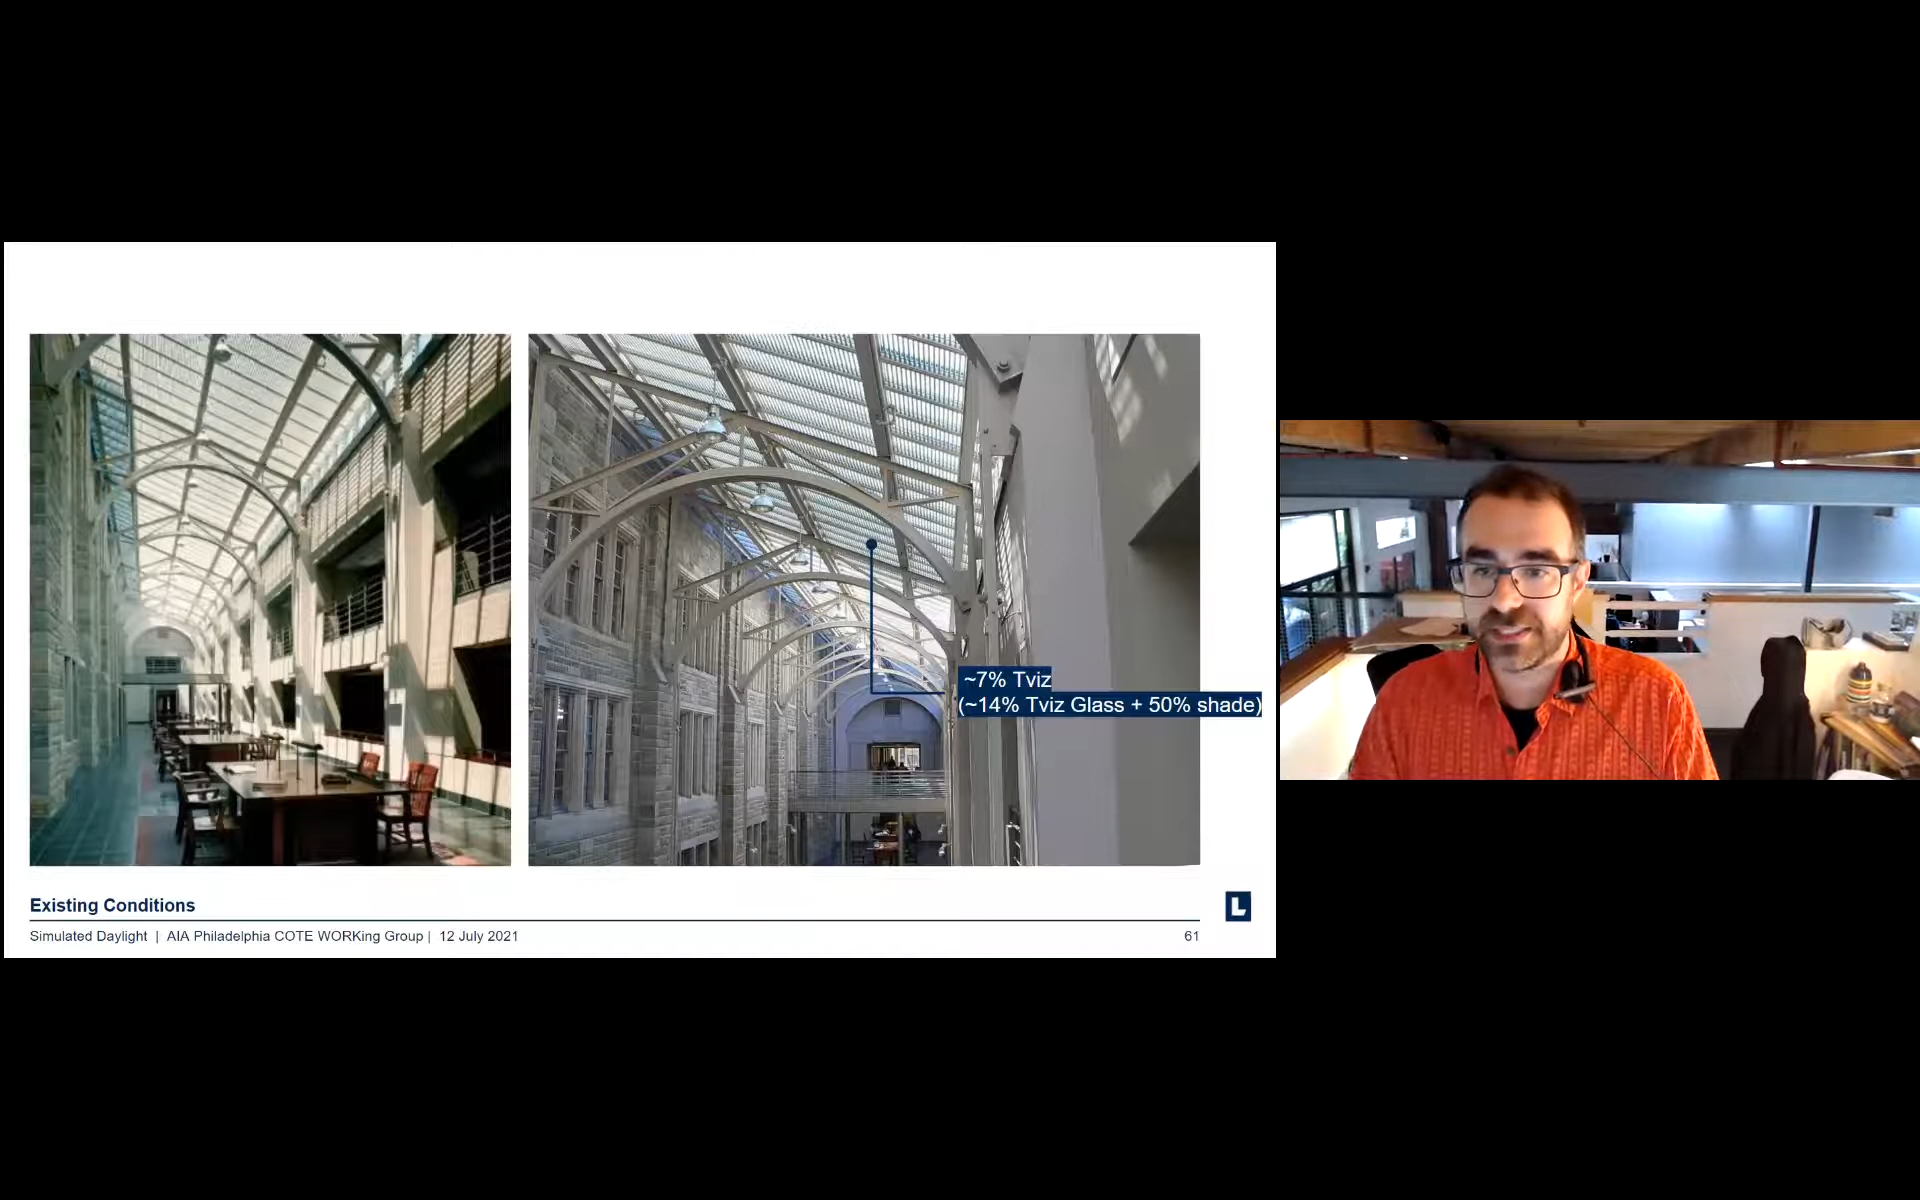 ~7% Tviz
(~14% Tviz Glass + 50% shade)
Existing Conditions
L
Simulated Daylight | AIA Philadelphia COTE WORKing Group | 12 July 2021
61